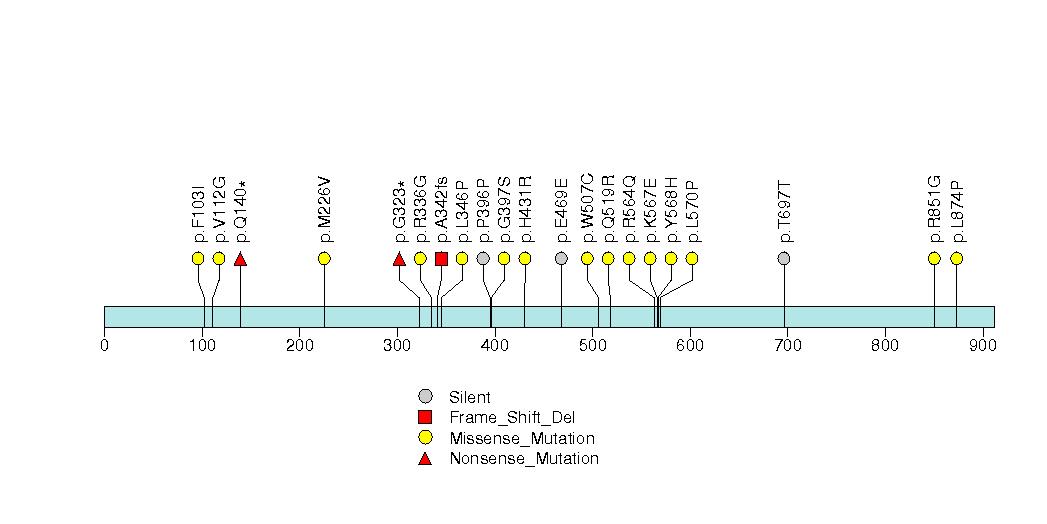 p.F103I
p.V112G
p.Q140*
p.M226V
p.G323*
p.R336G
p.A342fs
p.L346P
p.P396P
p.G397S
p.H431R
p.E469E
p.W507C
p.Q519R
p.R564Q
p.K567E
p.Y568H
p.L570P
p.T697T
p.R851G
p.L874P
0 100 200 300 400 500 600 700 800 900
Silent
Frame_Shift_Del
Missense_Mutation
Nonsense_Mutation